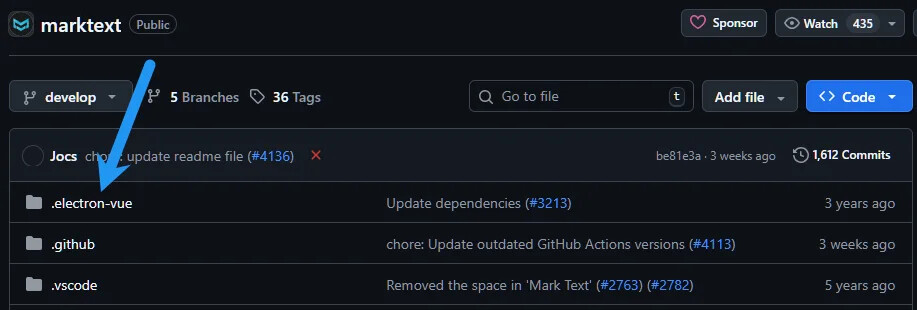 marktext Public Sponsor Watch 435
develop 5 Branches 36 Tags Go to file t Add file Code
Jocs chore: update readme file (#4136) be81e3a · 3 weeks ago 1,612 Commits
.electron-vue Update dependencies (#3213) 3 years ago
.github chore: Update outdated GitHub Actions versions (#4113) 3 weeks ago
.vscode Removed the space in 'Mark Text' (#2763) (#2782) 5 years ago